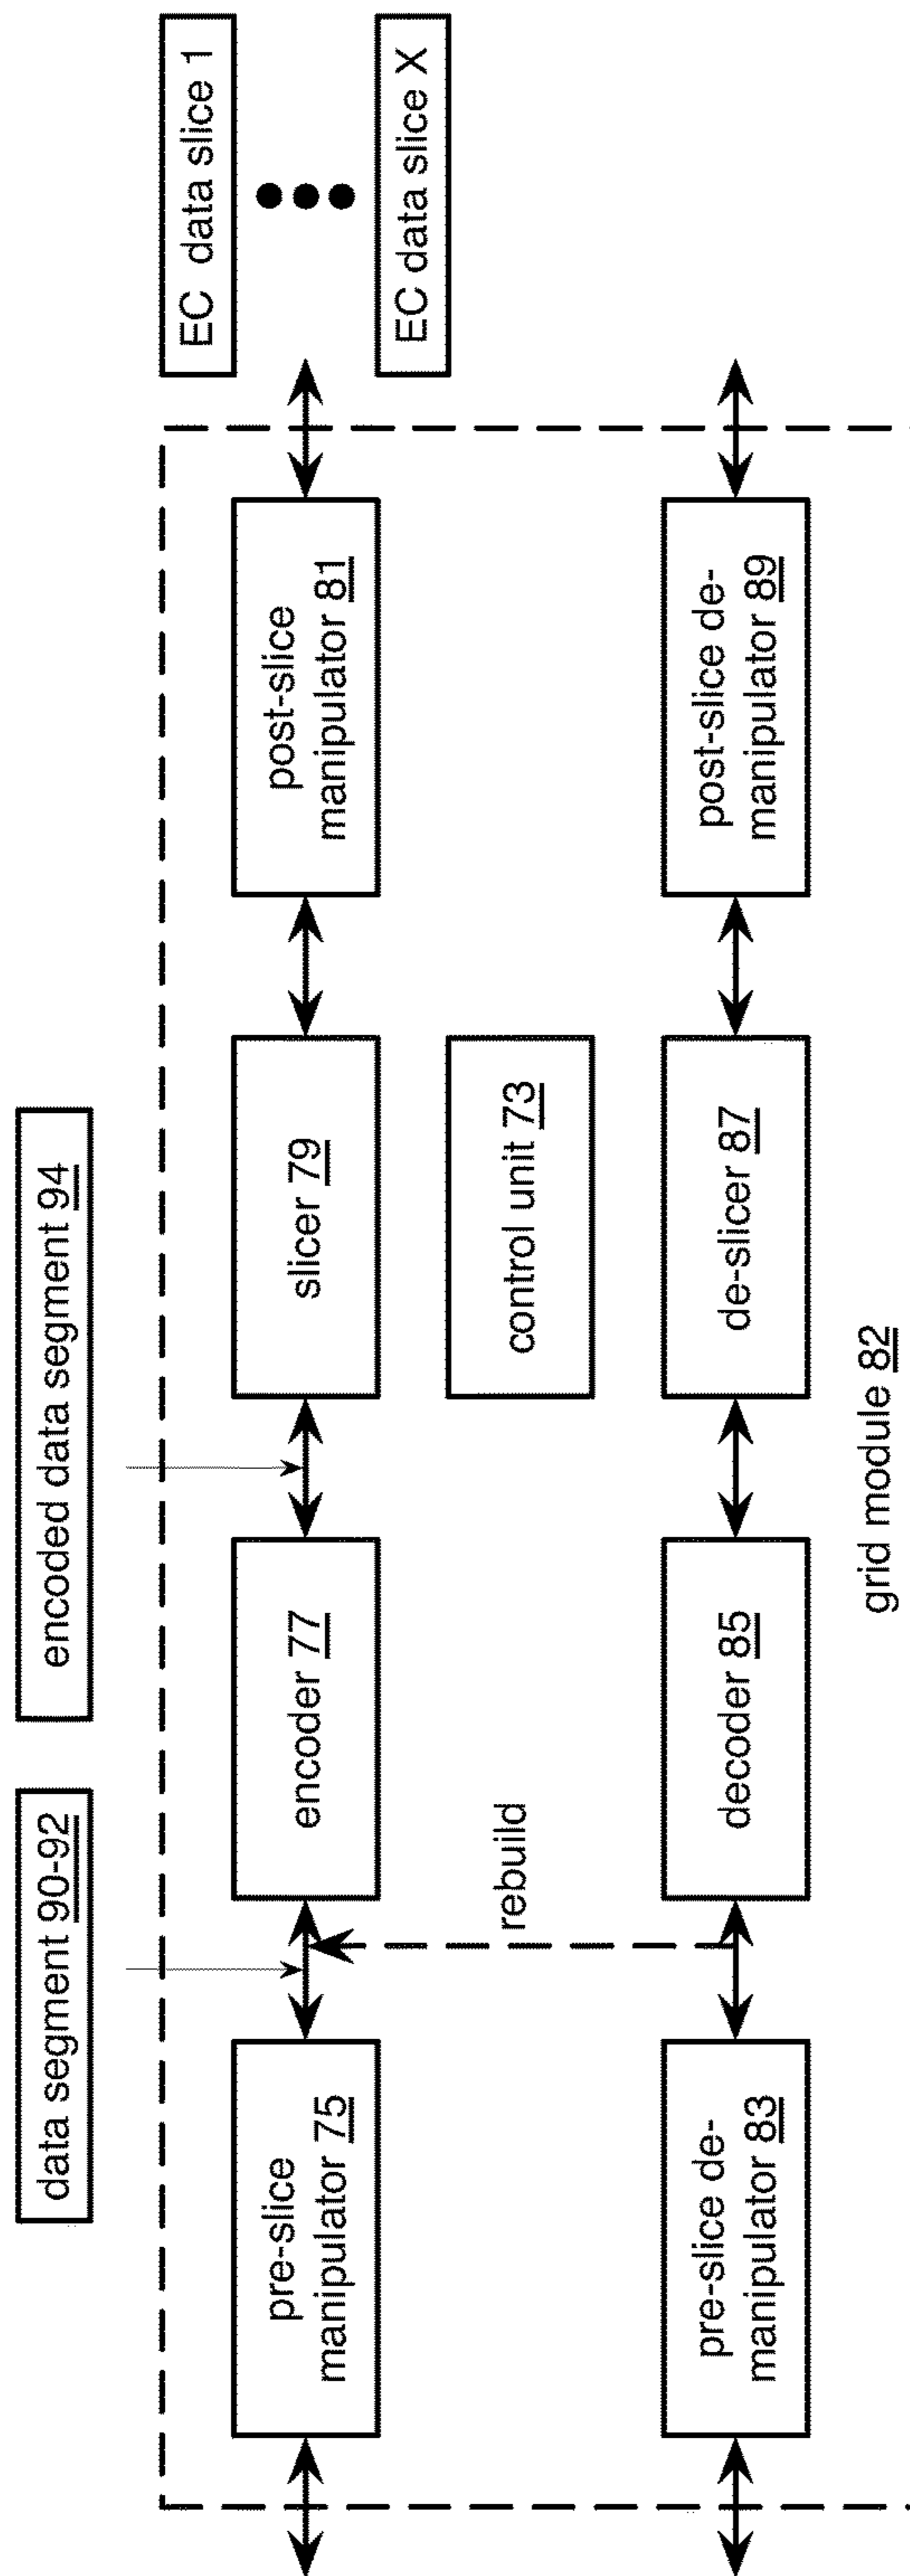 data segment 90-92
encoded data segment 94
EC data slice 1
EC data slice X
pre-slice
manipulator 75
encoder 77
slicer 79
post-slice
manipulator 81
rebuild
control unit 73
pre-slice de-
manipulator 83
decoder 85
de-slicer 87
post-slice de-
manipulator 89
grid module 82